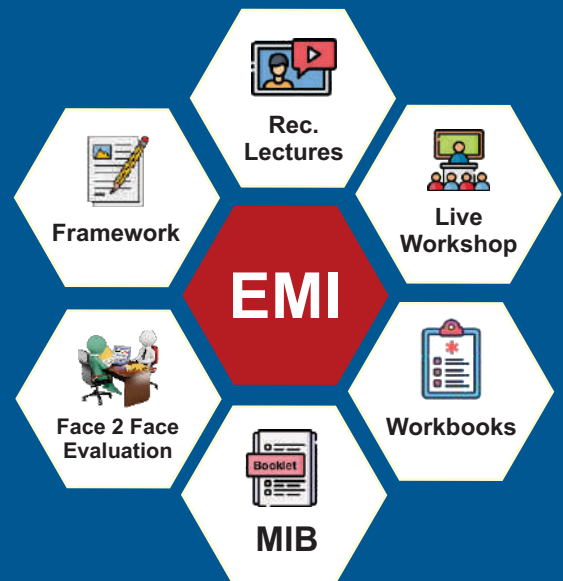 Rec.
Lectures
Framework
Live
Workshop
EMI
Face 2 Face
Evaluation
Workbooks
Booklet
MIB